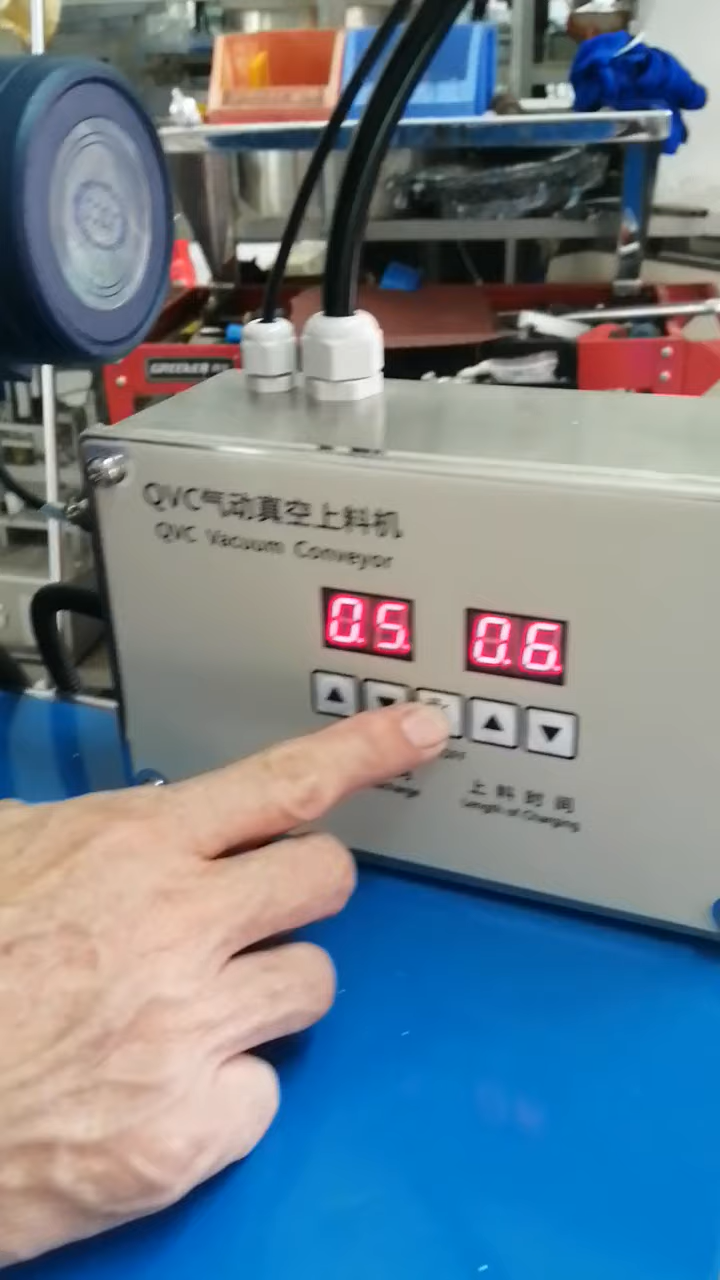 GREENER
QVC气动真空上料机
QVC Vacuum Conveyor
0.5.
0.6.
上料时间
Length of Charging